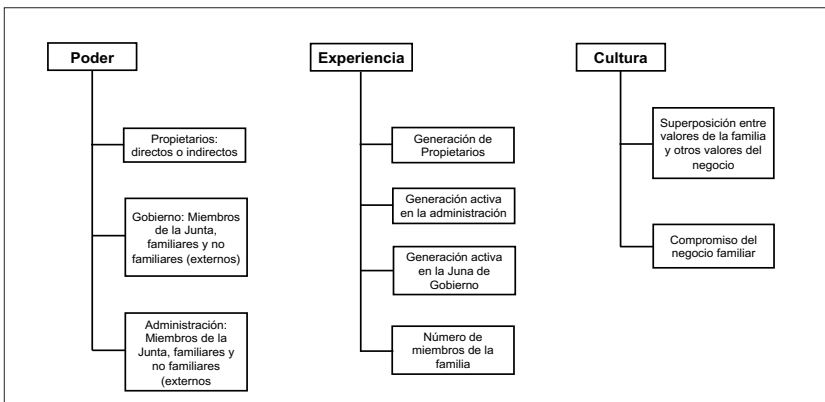 Poder
Propietarios:
directos o indirectos
Gobierno: Miembros
de la Junta,
familiares y no
familiares (externos)
Administración:
Miembros de la
Junta, familiares y
no familiares
(externos
Experiencia
Generación de
Propietarios
Generación activa
en la administración
Generación activa
en la Juna de
Gobierno
Número de
miembros de la
familia
Cultura
Superposición entre
valores de la familia
y otros valores del
negocio
Compromiso del
negocio familiar